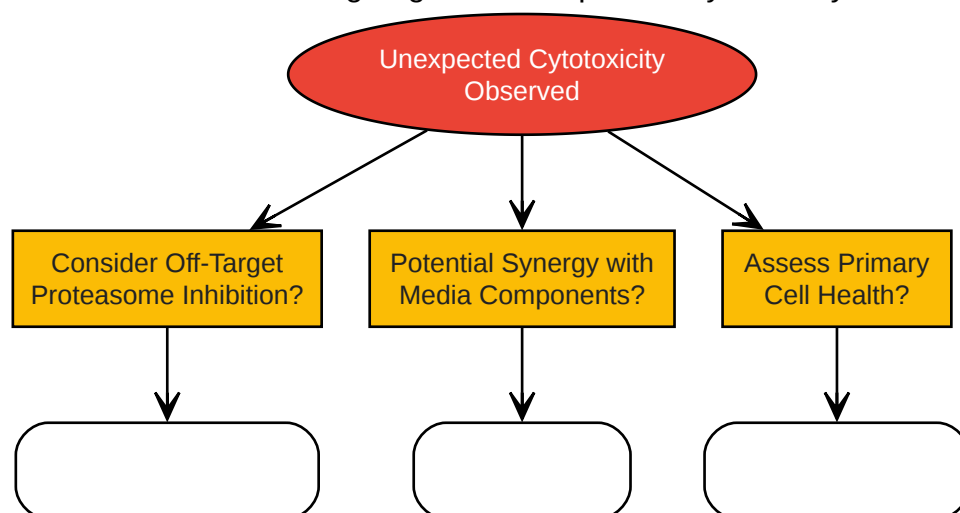 Unexpected Cytotoxicity
Observed
Consider Off-Target
Proteasome Inhibition?
Potential Synergy with
Media Components?
Assess Primary
Cell Health?